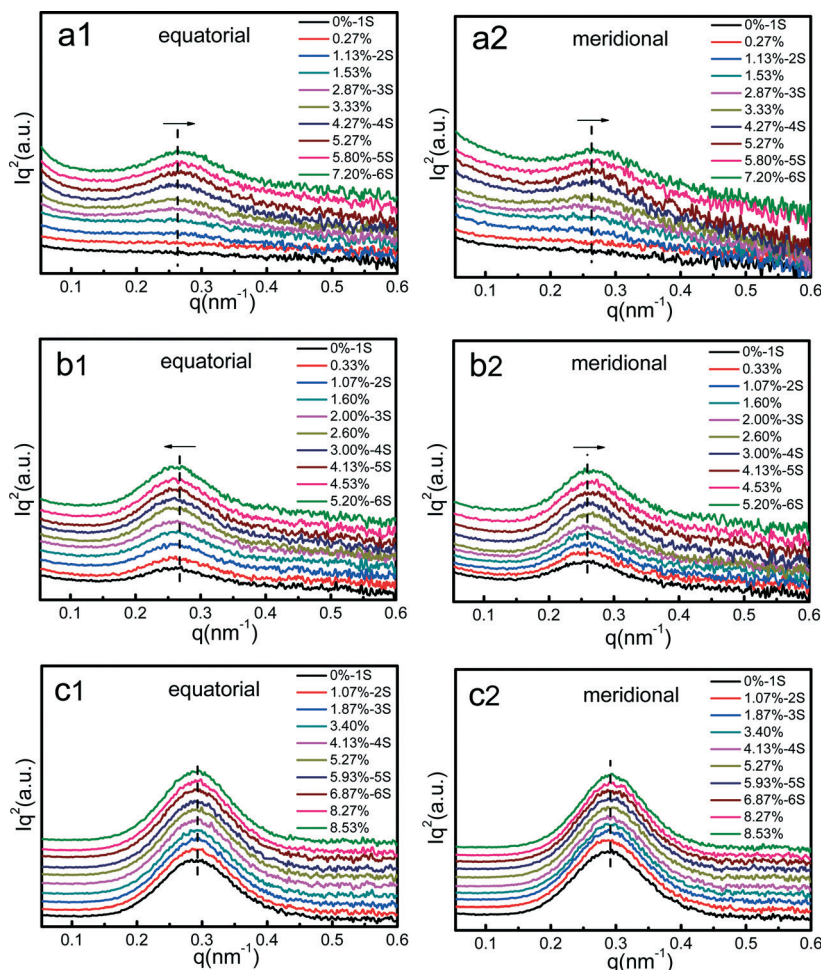 a1
equatorial
0%-1S
0.27%
1.13%-2S
1.53%
2.87%-3S
3.33%
4.27%-4S
5.27%
5.80%-5S
7.20%-6S
Iq²(a.u.)
0.1 0.2 0.3 0.4 0.5 0.6
q(nm⁻¹)
a2
meridional
0%-1S
0.27%
1.13%-2S
1.53%
2.87%-3S
3.33%
4.27%-4S
5.27%
5.80%-5S
7.20%-6S
Iq²(a.u.)
0.1 0.2 0.3 0.4 0.5 0.6
q(nm⁻¹)
b1
equatorial
0%-1S
0.33%
1.07%-2S
1.60%
2.00%-3S
2.60%
3.00%-4S
4.13%-5S
4.53%
5.20%-6S
Iq²(a.u.)
0.1 0.2 0.3 0.4 0.5 0.6
q(nm⁻¹)
b2
meridional
0%-1S
0.33%
1.07%-2S
1.60%
2.00%-3S
2.60%
3.00%-4S
4.13%-5S
4.53%
5.20%-6S
Iq²(a.u.)
0.1 0.2 0.3 0.4 0.5 0.6
q(nm⁻¹)
c1
equatorial
0%-1S
1.07%-2S
1.87%-3S
3.40%
4.13%-4S
5.27%
5.93%-5S
6.87%-6S
8.27%
8.53%
Iq²(a.u.)
0.1 0.2 0.3 0.4 0.5 0.6
q(nm⁻¹)
c2
meridional
0%-1S
1.07%-2S
1.87%-3S
3.40%
4.13%-4S
5.27%
5.93%-5S
6.87%-6S
8.27%
8.53%
Iq²(a.u.)
0.1 0.2 0.3 0.4 0.5 0.6
q(nm⁻¹)